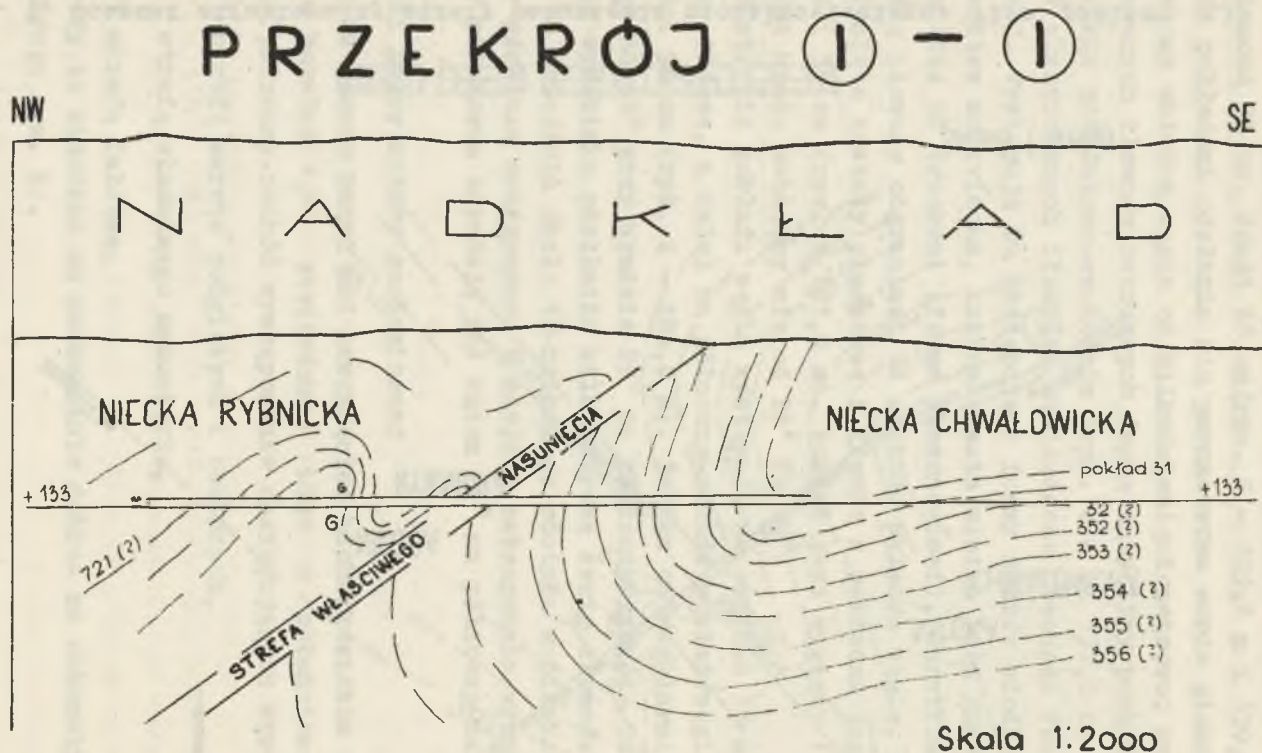 PRZEKRÓJ 1 – 1
NW
SE
NADKŁAD
NIECKA RYBNICKA
NIECKA CHWAŁOWICKA
STREFA WŁAŚCIWEGO NASUNIĘCIA
pokład 31
+133
+133
G
G
32 (?)
352 (?)
353 (?)
721 (?)
354 (?)
355 (?)
356 (?)
Skala 1:2000